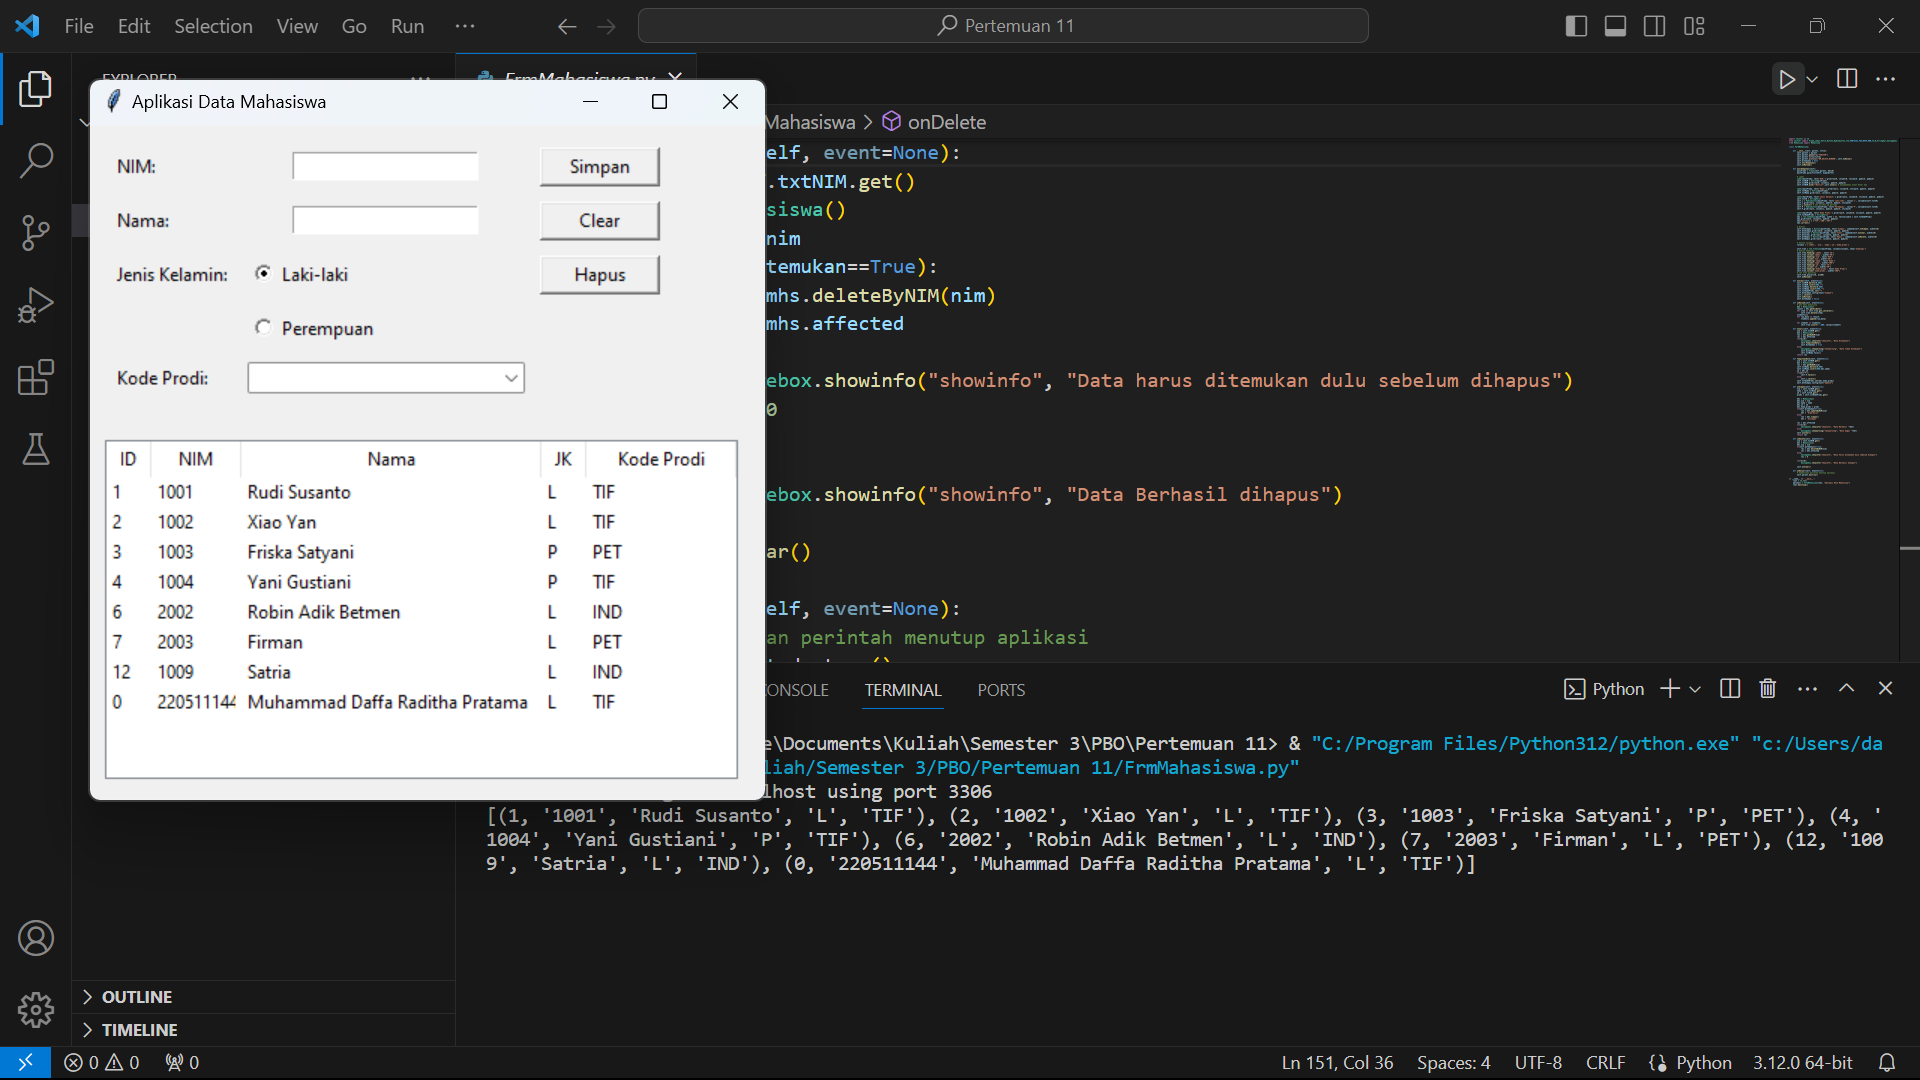 File Edit Selection View Go Run ··· Pertemuan 11
Aplikasi Data Mahasiswa
NIM: Simpan
Nama: Clear
Jenis Kelamin: Laki-laki Hapus
Perempuan
Kode Prodi:
ID NIM Nama JK Kode Prodi
1 1001 Rudi Susanto L TIF
2 1002 Xiao Yan L TIF
3 1003 Friska Satyani P PET
4 1004 Yani Gustiani P TIF
6 2002 Robin Adik Betmen L IND
7 2003 Firman L PET
12 1009 Satria L IND
0 220511144 Muhammad Daffa Raditha Pratama L TIF
EXPLORER
OUTLINE
TIMELINE
FrmMahasiswa.py
Mahasiswa > onDelete
elf, event=None):
.txtNIM.get()
siswa()
nim
temukan==True):
mhs.deleteByNIM(nim)
mhs.affected
ebox.showinfo("showinfo", "Data harus ditemukan dulu sebelum dihapus")
0
ebox.showinfo("showinfo", "Data Berhasil dihapus")
ar()
elf, event=None):
an perintah menutup aplikasi
CONSOLE TERMINAL PORTS Python
e\Documents\Kuliah\Semester 3\PBO\Pertemuan 11> & "C:/Program Files/Python312/python.exe" "c:/Users/da
liah/Semester 3/PBO/Pertemuan 11/FrmMahasiswa.py"
lhost using port 3306
[(1, '1001', 'Rudi Susanto', 'L', 'TIF'), (2, '1002', 'Xiao Yan', 'L', 'TIF'), (3, '1003', 'Friska Satyani', 'P', 'PET'), (4, '
1004', 'Yani Gustiani', 'P', 'TIF'), (6, '2002', 'Robin Adik Betmen', 'L', 'IND'), (7, '2003', 'Firman', 'L', 'PET'), (12, '100
9', 'Satria', 'L', 'IND'), (0, '220511144', 'Muhammad Daffa Raditha Pratama', 'L', 'TIF')]
0 0 0 Ln 151, Col 36 Spaces: 4 UTF-8 CRLF Python 3.12.0 64-bit